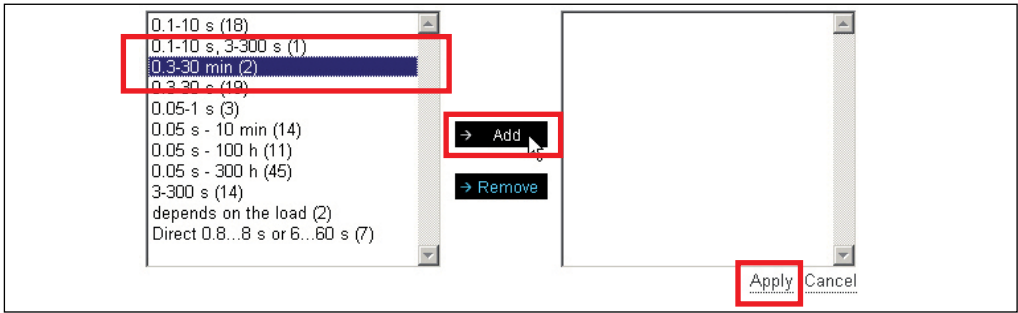 0.1-10 s (18)
0.1-10 s, 3-300 s (1)
0.3-30 min (2)
0.3-30 s (19)
0.05-1 s (3)
0.05 s - 10 min (14)
0.05 s - 100 h (11)
0.05 s - 300 h (45)
3-300 s (14)
depends on the load (2)
Direct 0.8...8 s or 6...60 s (7)
→ Add
→ Remove
Apply Cancel